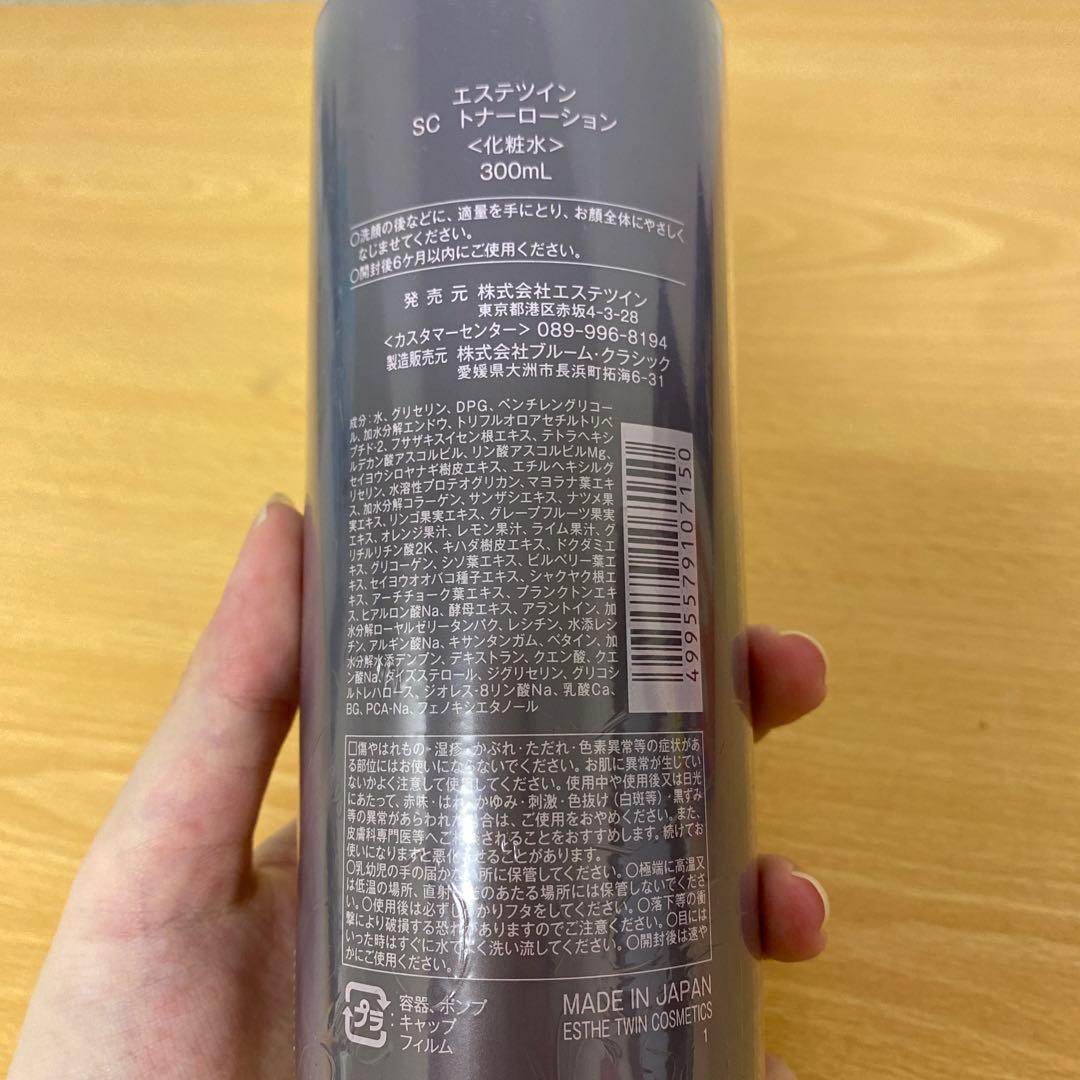 エステツイン
SC トナーローション
＜化粧水＞
300mL
○洗顔の後などに、適量を手にとり、お顔全体にやさしく
なじませてください。
○開封後6ケ月以内にご使用ください。
発売元 株式会社エステツイン
東京都港区赤坂4-3-28
＜カスタマーセンター＞089-996-8194
製造販売元 株式会社ブルーム・クラシック
愛媛県大洲市長浜町拓海6-31
成分：水、グリセリン、DPG、ペンチレングリコー
ル、加水分解エンドウ、トリフルオロアセチルトリペ
プチド-2、フサザキスイセン根エキス、テトラヘキシ
ルデカン酸アスコルビル、リン酸アスコルビルMg、
セイヨウシロヤナギ樹皮エキス、エチルヘキシルグ
リセリン、水溶性プロテオグリカン、マヨラナ葉エキ
ス、加水分解コラーゲン、サンザシエキス、ナツメ果
実エキス、リンゴ果実エキス、グレープフルーツ果実
エキス、オレンジ果汁、レモン果汁、ライム果汁、グ
リチルリチン酸2K、キハダ樹皮エキス、ドクダミエ
キス、グリコーゲン、シソ葉エキス、ビルベリー葉エ
キス、セイヨウオオバコ種子エキス、シャクヤク根エ
キス、アーチチョーク葉エキス、プランクトンエキ
ス、ヒアルロン酸Na、酵母エキス、アラントイン、加
水分解ローヤルゼリータンパク、レシチン、水添レシ
チン、アルギン酸Na、キサンタンガム、ベタイン、加
水分解水添デンプン、デキストラン、クエン酸、クエ
ン酸Na、ダイズステロール、ジグリセリン、グリコシ
ルトレハロース、ジオレス-8リン酸Na、乳酸Ca、
BG、PCA-Na、フェノキシエタノール
4995579107150
□傷やはれもの・湿疹・かぶれ・ただれ・色素異常等の症状があ
る部位にはお使いにならないでください。お肌に異常が生じてい
ないかよく注意して使用してください。使用中や使用後又は日光
にあたって、赤味・はれ・かゆみ・刺激・色抜け（白斑等）・黒ずみ
等の異常があらわれた場合は、ご使用をおやめください。また、
皮膚科専門医等へご相談されることをおすすめします。続けてお
使いになりますと悪化させることがあります。
○乳幼児の手の届かない所に保管してください。○極端に高温又
は低温の場所、直射日光のあたる場所には保管しないでくださ
い。○使用後は必ずしっかりフタをしてください。○落下等の衝
撃により破損する恐れがありますのでご注意ください。○目には
いった時はすぐに水でよく洗い流してください。○開封後は速や
かにご使用ください。
プラ
：容器、ポンプ
：キャップ
フィルム
MADE IN JAPAN
ESTHE TWIN COSMETICS
1